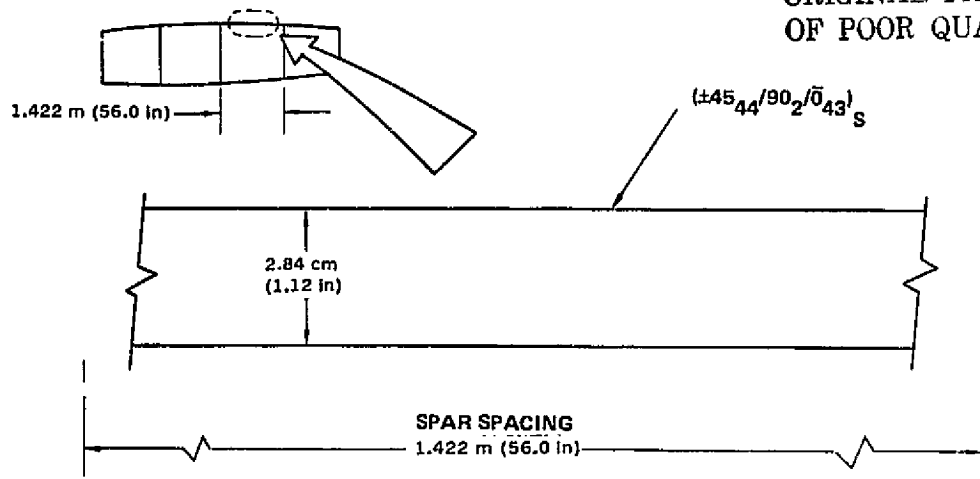 OF POOR QUA
1.422 m (56.0 in)
(±45₄₄/90₂/0̄₄₃)S
2.84 cm
(1.12 in)
SPAR SPACING
1.422 m (56.0 in)